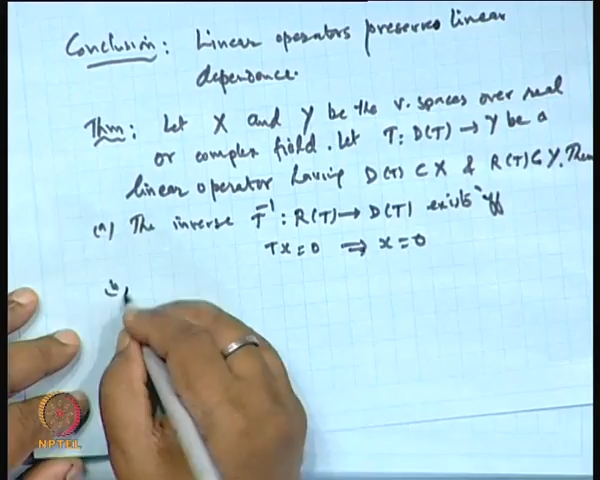 Conclusion: Linear operators preserves linear
dependence.
Thm: Let X and Y be the v. spaces over real
or complex field. Let T: D(T) → Y be a
linear operator having D(T) ⊂ X & R(T) ⊆ Y. Then
(a) The inverse T⁻¹: R(T) → D(T) exists iff
Tx = 0 ⇒ x = 0
(b)
NPTEL